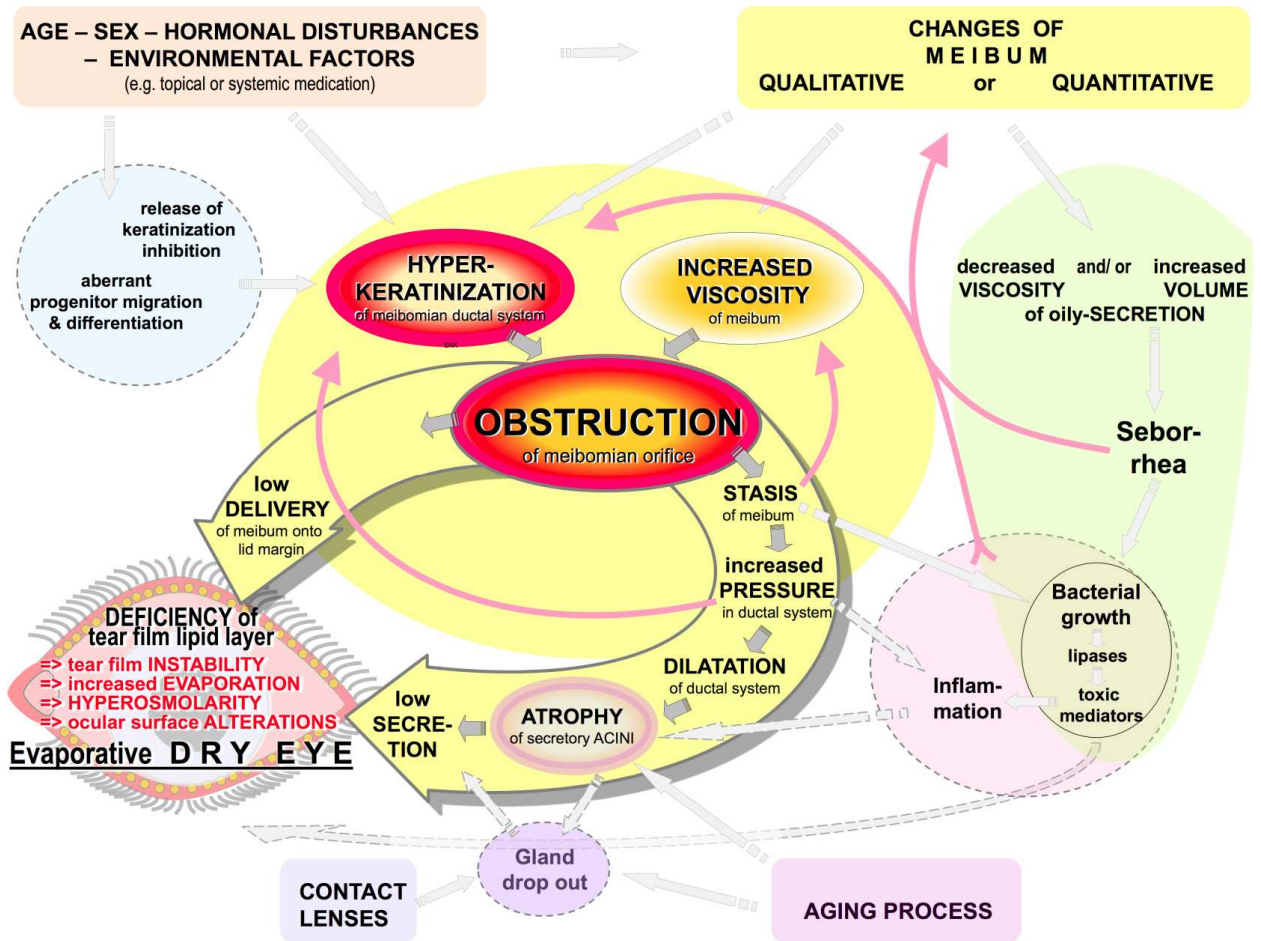 AGE – SEX – HORMONAL DISTURBANCES
– ENVIRONMENTAL FACTORS
(e.g. topical or systemic medication)
CHANGES OF
M E I B U M
QUALITATIVE or QUANTITATIVE
release of
keratinization
inhibition
aberrant
progenitor migration
& differentiation
HYPER-
KERATINIZATION
of meibomian ductal system
INCREASED
VISCOSITY
of meibum
decreased and/ or increased
VISCOSITY VOLUME
of oily-SECRETION
OBSTRUCTION
of meibomian orifice
Sebor-
rhea
low
DELIVERY
of meibum onto
lid margin
STASIS
of meibum
increased
PRESSURE
in ductal system
DILATATION
of ductal system
Bacterial
growth
lipases
toxic
mediators
Inflam-
mation
DEFICIENCY of
tear film lipid layer
=> tear film INSTABILITY
=> increased EVAPORATION
=> HYPEROSMOLARITY
=> ocular surface ALTERATIONS
Evaporative D R Y E Y E
low
SECRE-
TION
ATROPHY
of secretory ACINI
Gland
drop out
CONTACT
LENSES
AGING PROCESS